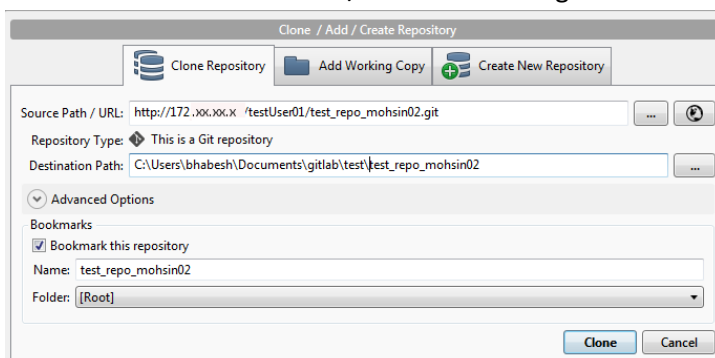 Clone / Add / Create Repository
Clone Repository Add Working Copy Create New Repository
Source Path / URL: http://172.xx.xx.x /testUser01/test_repo_mohsin02.git ...
Repository Type: This is a Git repository
Destination Path: C:\Users\bhabesh\Documents\gitlab\test\test_repo_mohsin02 ...
Advanced Options
Bookmarks
Bookmark this repository
Name: test_repo_mohsin02
Folder: [Root]
Clone Cancel